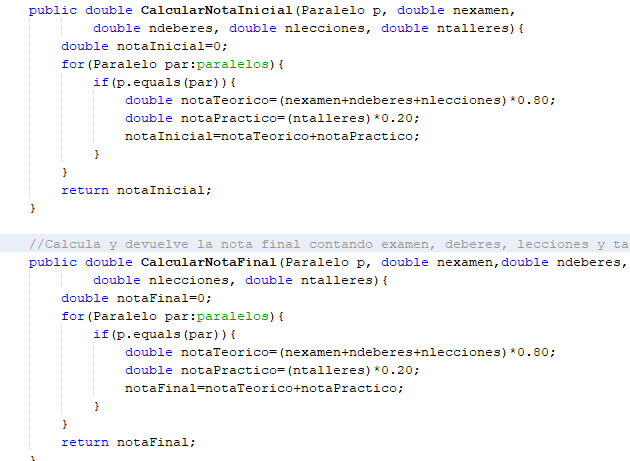 public double CalcularNotaInicial(Paralelo p, double nexamen,
double ndeberes, double nlecciones, double ntalleres){
double notaInicial=0;
for(Paralelo par:paralelos){
if(p.equals(par)){
double notaTeorico=(nexamen+ndeberes+nlecciones)*0.80;
double notaPractico=(ntalleres)*0.20;
notaInicial=notaTeorico+notaPractico;
}
}
return notaInicial;
}
//Calcula y devuelve la nota final contando examen, deberes, lecciones y ta
public double CalcularNotaFinal(Paralelo p, double nexamen,double ndeberes,
double nlecciones, double ntalleres){
double notaFinal=0;
for(Paralelo par:paralelos){
if(p.equals(par)){
double notaTeorico=(nexamen+ndeberes+nlecciones)*0.80;
double notaPractico=(ntalleres)*0.20;
notaFinal=notaTeorico+notaPractico;
}
}
return notaFinal;
}